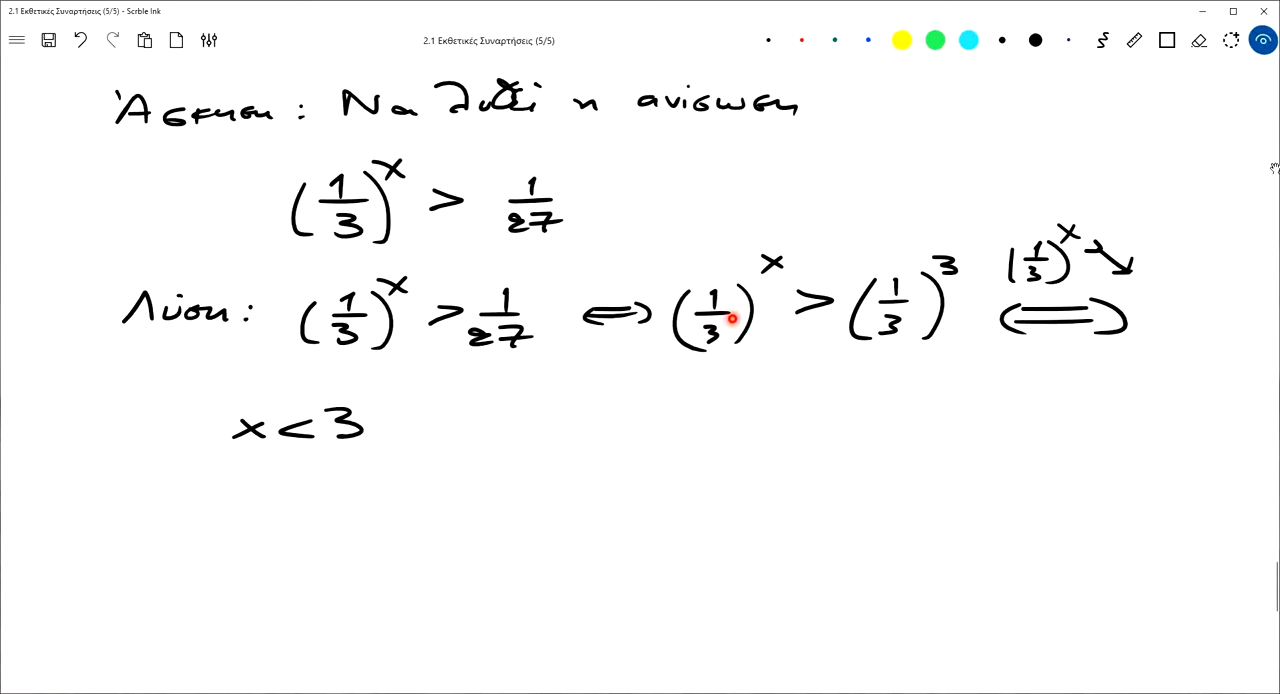 2.1 Εκθετικές Συναρτήσεις (5/5) - Scrble Ink
2.1 Εκθετικές Συναρτήσεις (5/5)
Άσκηση : Να λυθεί η ανίσωση
(1/3)^x > 1/27
Λύση : (1/3)^x > 1/27 ⇔ (1/3)^x > (1/3)^3 (1/3)^x ↘ ⇔
x < 3